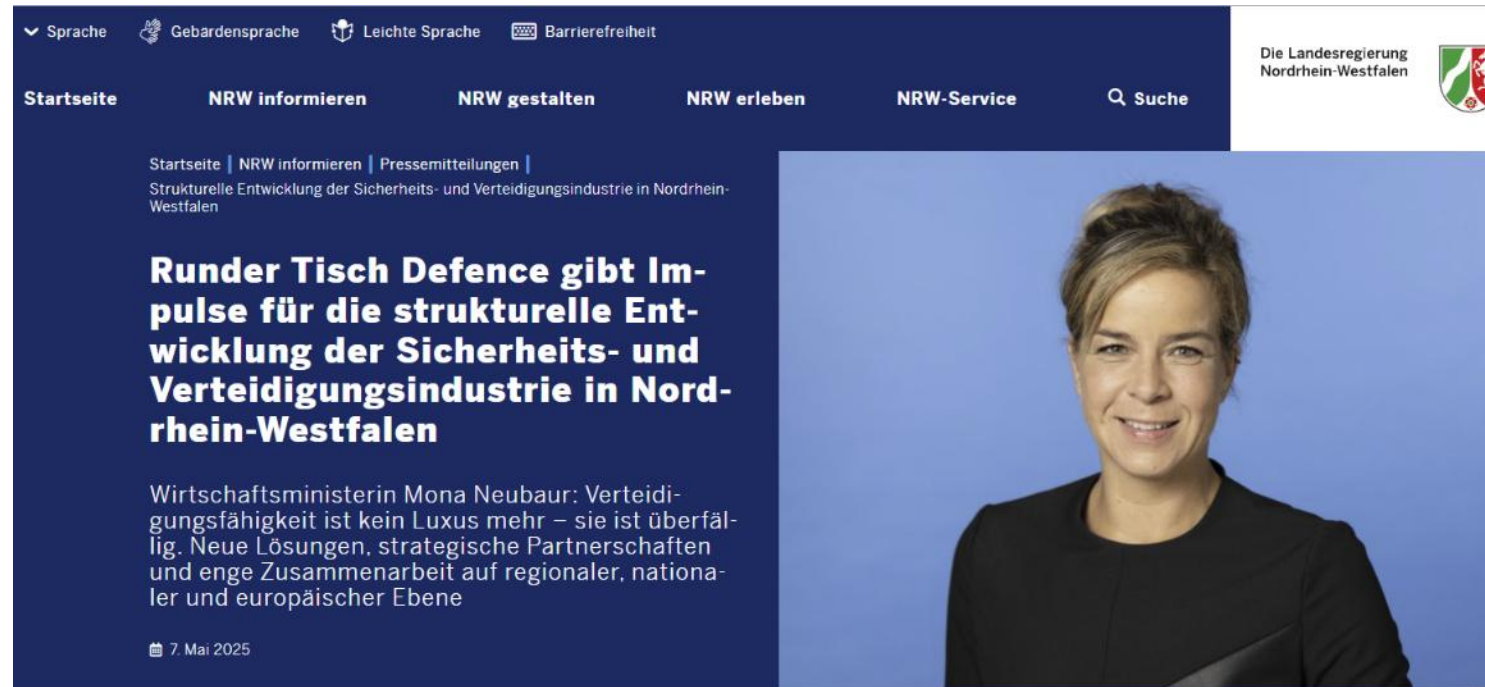 Sprache Gebärdensprache Leichte Sprache Barrierefreiheit
Die Landesregierung
Nordrhein-Westfalen
Startseite NRW informieren NRW gestalten NRW erleben NRW-Service Suche
Startseite | NRW informieren | Pressemitteilungen |
Strukturelle Entwicklung der Sicherheits- und Verteidigungsindustrie in Nordrhein-
Westfalen
Runder Tisch Defence gibt Im-
pulse für die strukturelle Ent-
wicklung der Sicherheits- und
Verteidigungsindustrie in Nord-
rhein-Westfalen
Wirtschaftsministerin Mona Neubaur: Verteidi-
gungsfähigkeit ist kein Luxus mehr – sie ist überfäl-
lig. Neue Lösungen, strategische Partnerschaften
und enge Zusammenarbeit auf regionaler, nationa-
ler und europäischer Ebene
7. Mai 2025